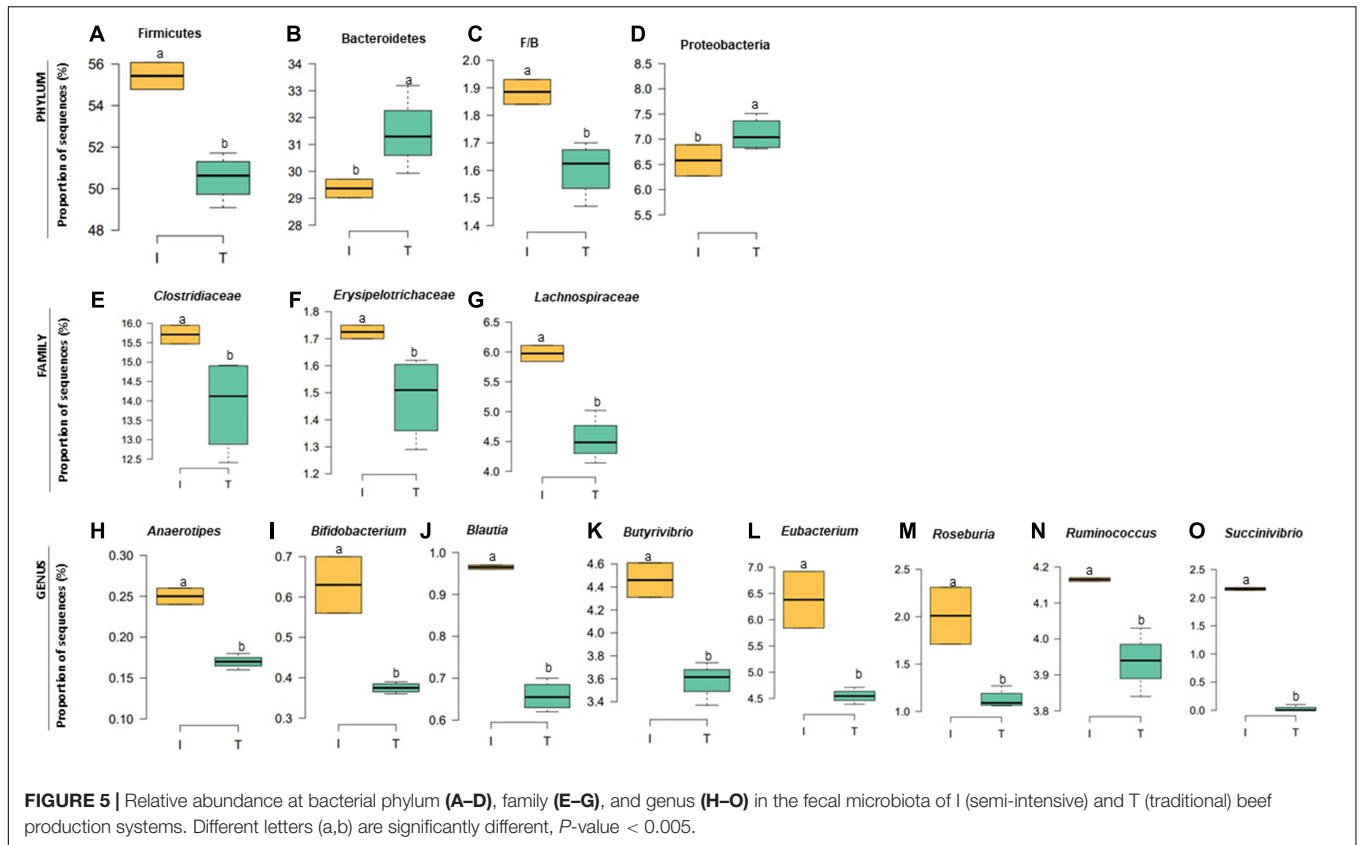 A Firmicutes
B Bacteroidetes
C F/B
D Proteobacteria
PHYLUM
Proportion of sequences (%)
56
54
52
50
48
a
b
I T
34
33
32
31
30
29
28
b
a
I T
2.0
1.9
1.8
1.7
1.6
1.5
1.4
a
b
I T
8.5
8.0
7.5
7.0
6.5
6.0
5.5
b
a
I T
E Clostridiaceae
F Erysipelotrichaceae
G Lachnospiraceae
FAMILY
Proportion of sequences (%)
16.0
15.5
15.0
14.5
14.0
13.5
13.0
12.5
a
b
I T
1.8
1.7
1.6
1.5
1.4
1.3
1.2
a
b
I T
6.5
6.0
5.5
5.0
4.5
4.0
a
b
I T
H Anaerotipes
I Bifidobacterium
J Blautia
K Butyrivibrio
L Eubacterium
M Roseburia
N Ruminococcus
O Succinivibrio
GENUS
Proportion of sequences (%)
0.30
0.25
0.20
0.15
0.10
a
b
I T
0.7
0.6
0.5
0.4
0.3
a
b
I T
1.0
0.9
0.8
0.7
0.6
a
b
I T
4.6
4.4
4.2
4.0
3.8
3.6
3.4
a
b
I T
7.0
6.5
6.0
5.5
5.0
4.5
a
b
I T
2.5
2.0
1.5
1.0
a
b
I T
4.2
4.1
4.0
3.9
3.8
a
b
I T
2.5
2.0
1.5
1.0
0.5
0.0
a
b
I T
FIGURE 5 | Relative abundance at bacterial phylum (A–D), family (E–G), and genus (H–O) in the fecal microbiota of I (semi-intensive) and T (traditional) beef
production systems. Different letters (a,b) are significantly different, P-value < 0.005.